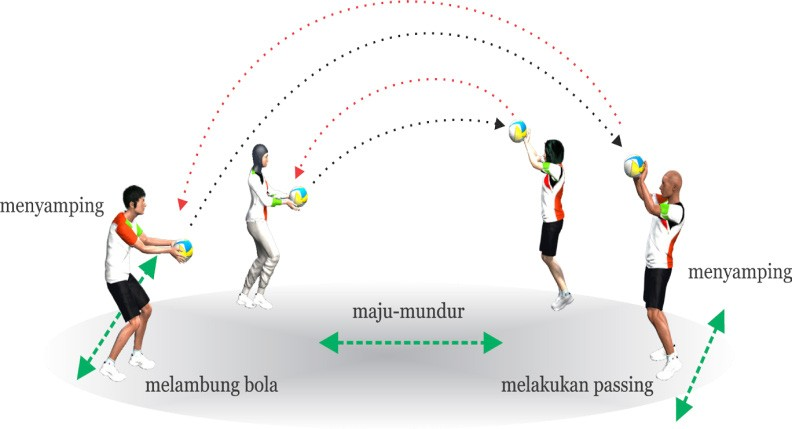 menyamping
menyamping
maju-mundur
melambung bola
melakukan passing